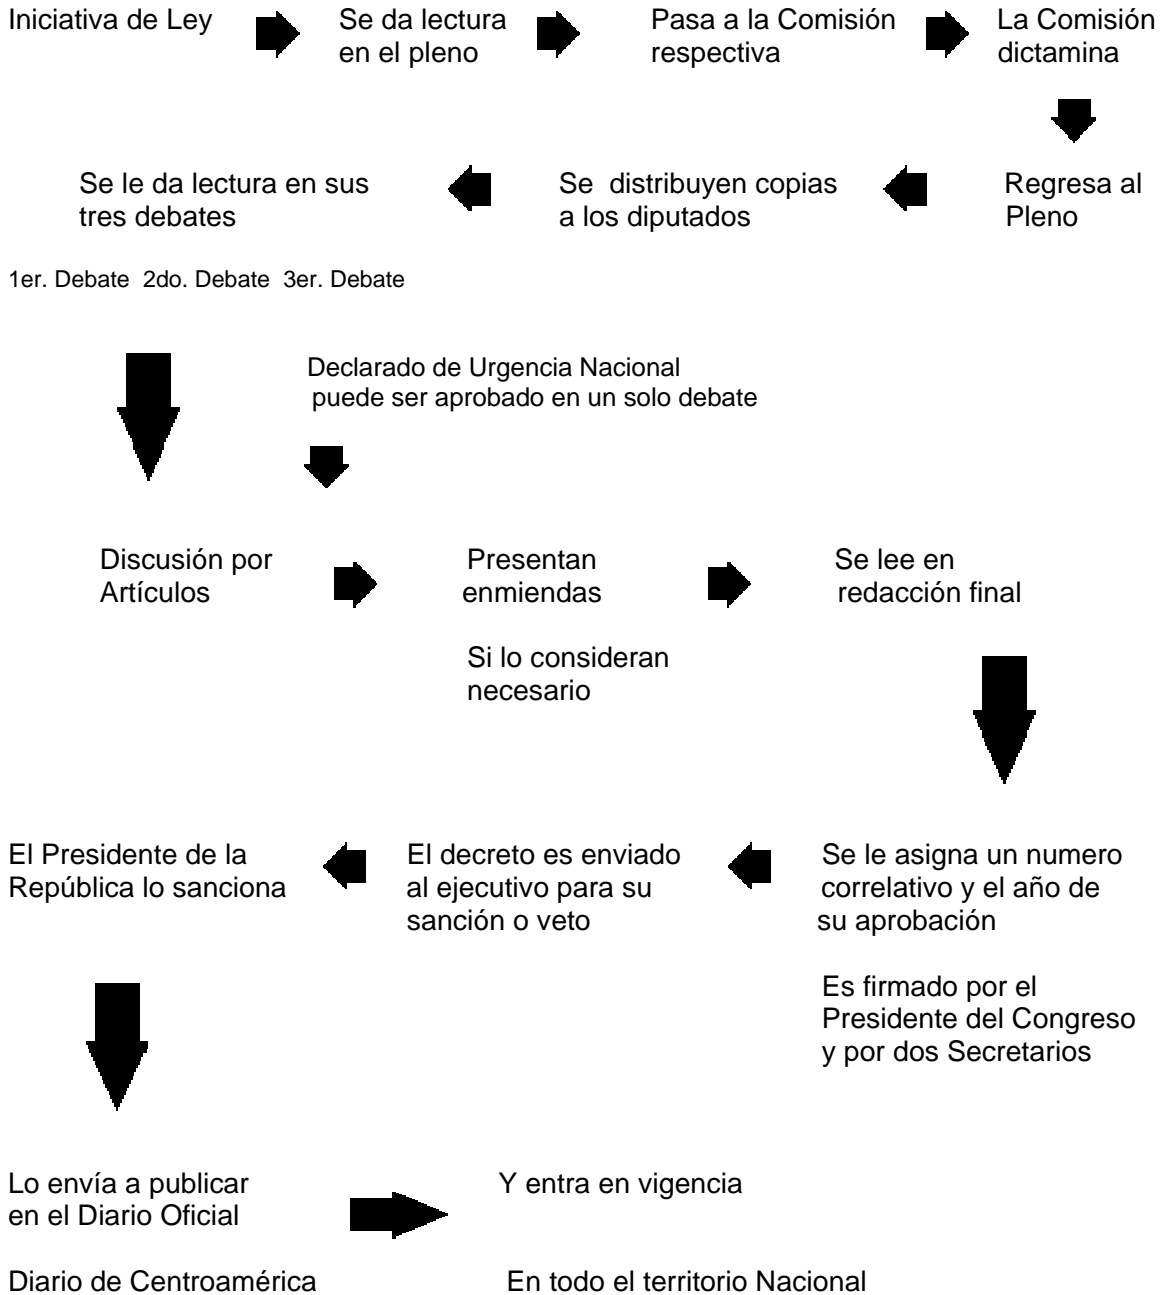 Iniciativa de Ley
Se da lectura
en el pleno
Pasa a la Comisión
respectiva
La Comisión
dictamina
Regresa al
Pleno
Se distribuyen copias
a los diputados
Se le da lectura en sus
tres debates
1er. Debate 2do. Debate 3er. Debate
Declarado de Urgencia Nacional
puede ser aprobado en un solo debate
Discusión por
Artículos
Presentan
enmiendas
Si lo consideran
necesario
Se lee en
redacción final
Se le asigna un numero
correlativo y el año de
su aprobación
Es firmado por el
Presidente del Congreso
y por dos Secretarios
El decreto es enviado
al ejecutivo para su
sanción o veto
El Presidente de la
República lo sanciona
Lo envía a publicar
en el Diario Oficial
Diario de Centroamérica
Y entra en vigencia
En todo el territorio Nacional